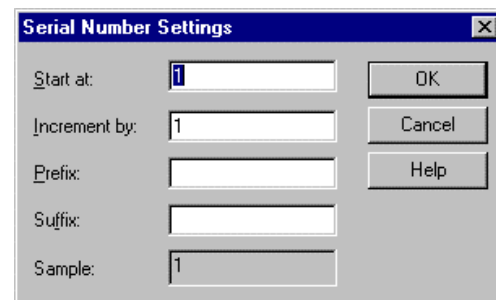 Serial Number Settings
Start at: 1 OK
Increment by: 1 Cancel
Prefix: Help
Suffix:
Sample: 1